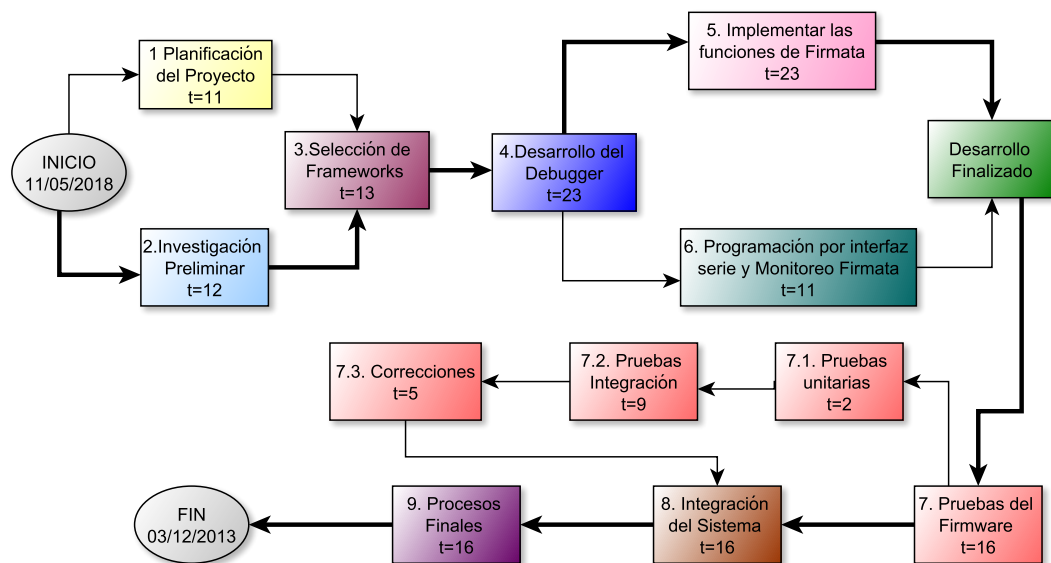 1 Planificación
del Proyecto
t=11
5. Implementar las
funciones de Firmata
t=23
INICIO
11/05/2018
3.Selección de
Frameworks
t=13
4.Desarrollo del
Debugger
t=23
Desarrollo
Finalizado
2.Investigación
Preliminar
t=12
6. Programación por interfaz
serie y Monitoreo Firmata
t=11
7.3. Correcciones
t=5
7.2. Pruebas
Integración
t=9
7.1. Pruebas
unitarias
t=2
FIN
03/12/2013
9. Procesos
Finales
t=16
8. Integración
del Sistema
t=16
7. Pruebas del
Firmware
t=16